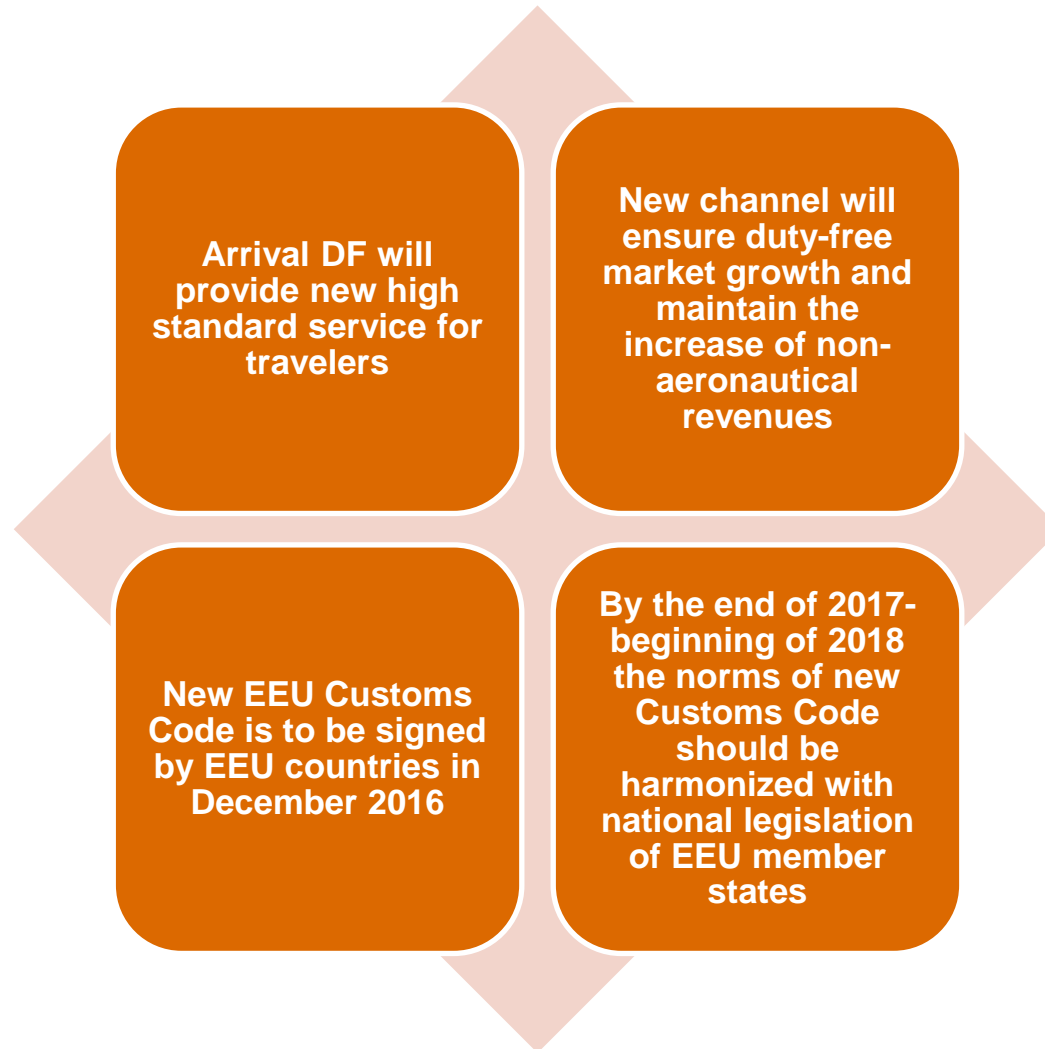 Arrival DF will
provide new high
standard service for
travelers
New channel will
ensure duty-free
market growth and
maintain the
increase of non-
aeronautical
revenues
New EEU Customs
Code is to be signed
by EEU countries in
December 2016
By the end of 2017-
beginning of 2018
the norms of new
Customs Code
should be
harmonized with
national legislation
of EEU member
states